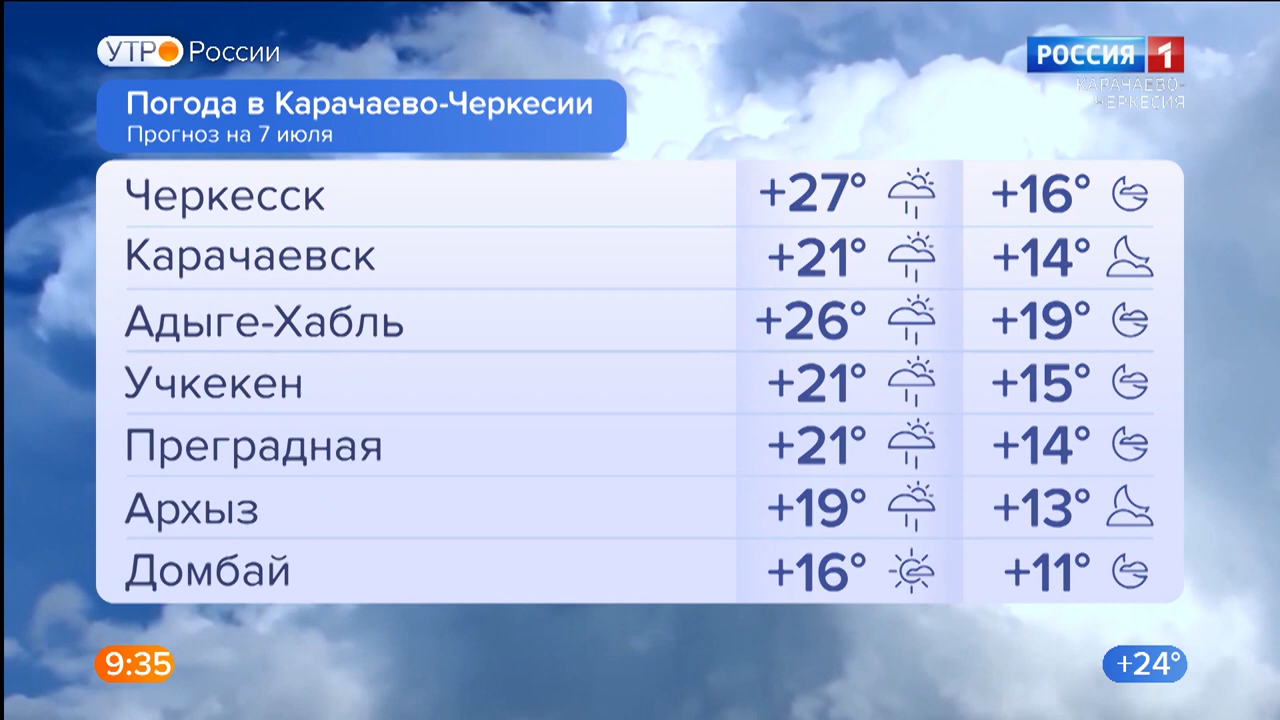 УТРО России
РОССИЯ 1
КАРАЧАЕВО-
ЧЕРКЕСИЯ
Погода в Карачаево-Черкесии
Прогноз на 7 июля
Черкесск +27° +16°
Карачаевск +21° +14°
Адыге-Хабль +26° +19°
Учкекен +21° +15°
Преградная +21° +14°
Архыз +19° +13°
Домбай +16° +11°
9:35 +24°